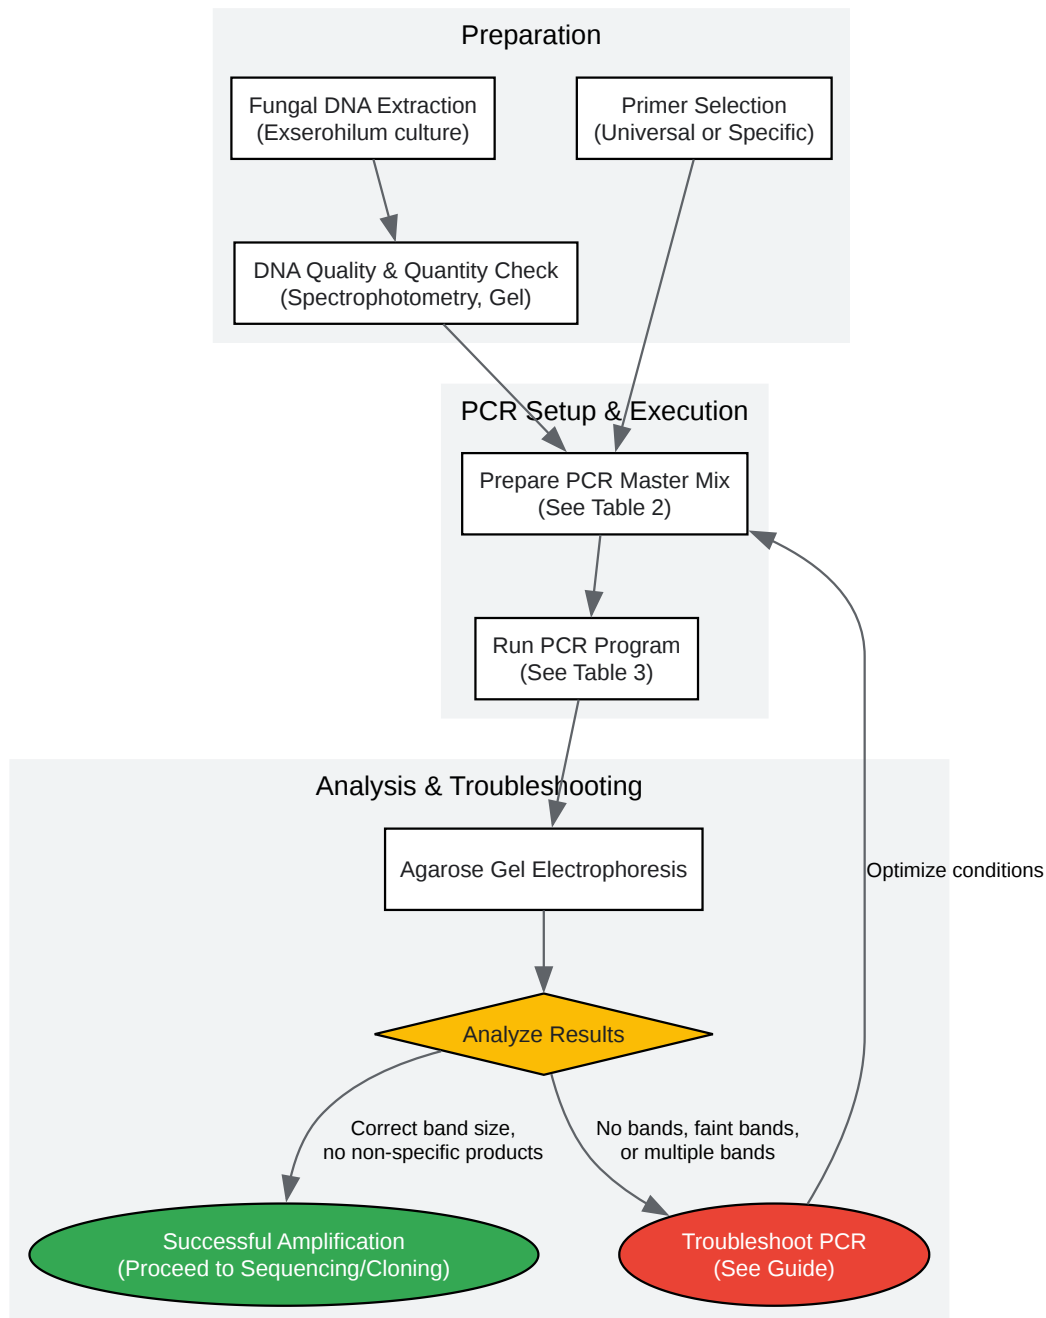 Preparation
Fungal DNA Extraction
(Exserohilum culture)
Primer Selection
(Universal or Specific)
DNA Quality & Quantity Check
(Spectrophotometry, Gel)
PCR Setup & Execution
Prepare PCR Master Mix
(See Table 2)
Run PCR Program
(See Table 3)
Analysis & Troubleshooting
Agarose Gel Electrophoresis
Optimize conditions
Analyze Results
Correct band size,
no non-specific products
No bands, faint bands,
or multiple bands
Successful Amplification
(Proceed to Sequencing/Cloning)
Troubleshoot PCR
(See Guide)